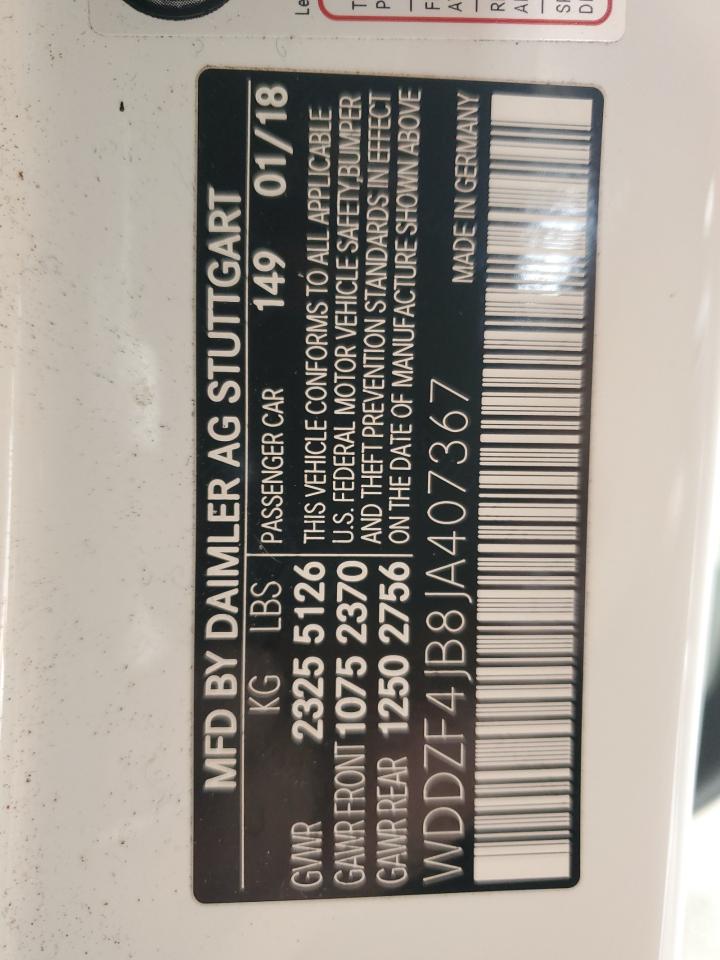 MFD BY DAIMLER AG STUTTGART
KG LBS PASSENGER CAR 149 01/18
GVWR 2325 5126 THIS VEHICLE CONFORMS TO ALL APPLICABLE
GAWR FRONT 1075 2370 U.S. FEDERAL MOTOR VEHICLE SAFETY,BUMPER
GAWR REAR 1250 2756 AND THEFT PREVENTION STANDARDS IN EFFECT
ON THE DATE OF MANUFACTURE SHOWN ABOVE
WDDZF4JB8JA407367 MADE IN GERMANY